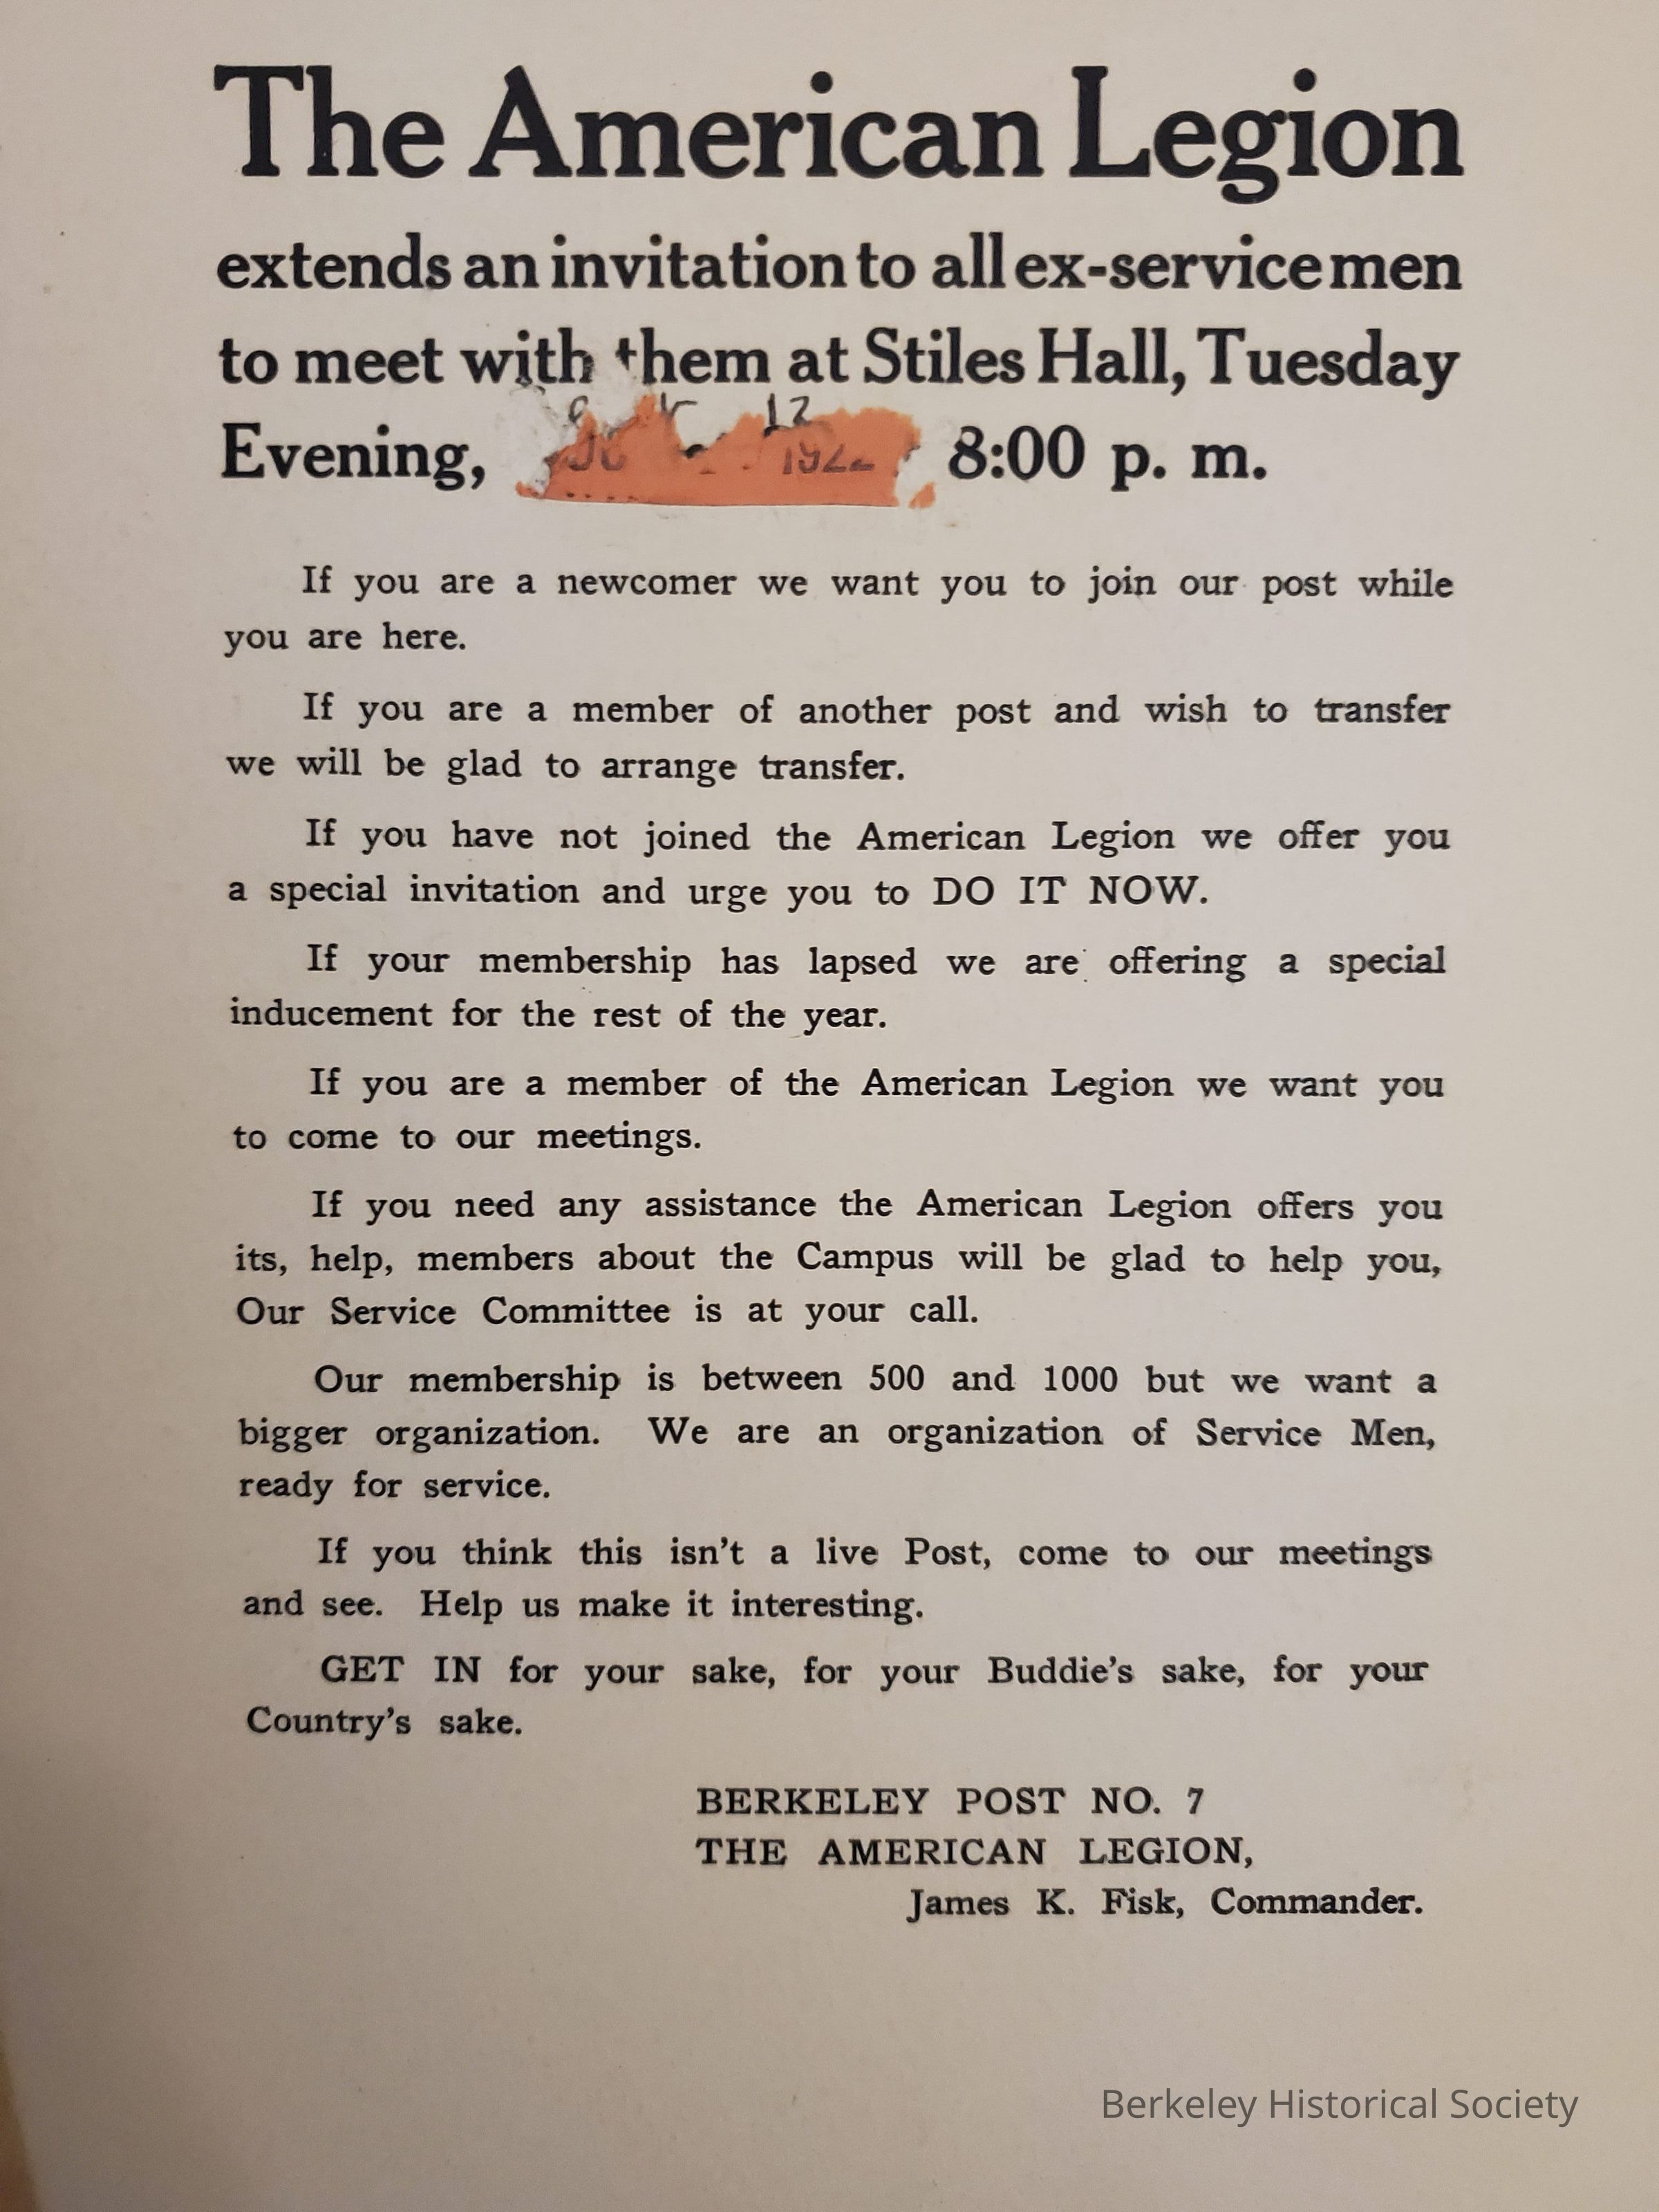 The American Legion
extends an invitation to all ex-service men
to meet with them at Stiles Hall, Tuesday
12
Evening, 1922 8:00 p. m.
If you are a newcomer we want you to join our post while
you are here.
If you are a member of another post and wish to transfer
we will be glad to arrange transfer.
If you have not joined the American Legion we offer you
a special invitation and urge you to DO IT NOW.
If your membership has lapsed we are offering a special
inducement for the rest of the year.
If you are a member of the American Legion we want you
to come to our meetings.
If you need any assistance the American Legion offers you
its, help, members about the Campus will be glad to help you,
Our Service Committee is at your call.
Our membership is between 500 and 1000 but we want a
bigger organization. We are an organization of Service Men,
ready for service.
If you think this isn't a live Post, come to our meetings
and see. Help us make it interesting.
GET IN for your sake, for your Buddie's sake, for your
Country's sake.
BERKELEY POST NO. 7
THE AMERICAN LEGION,
James K. Fisk, Commander.
Berkeley Historical Society